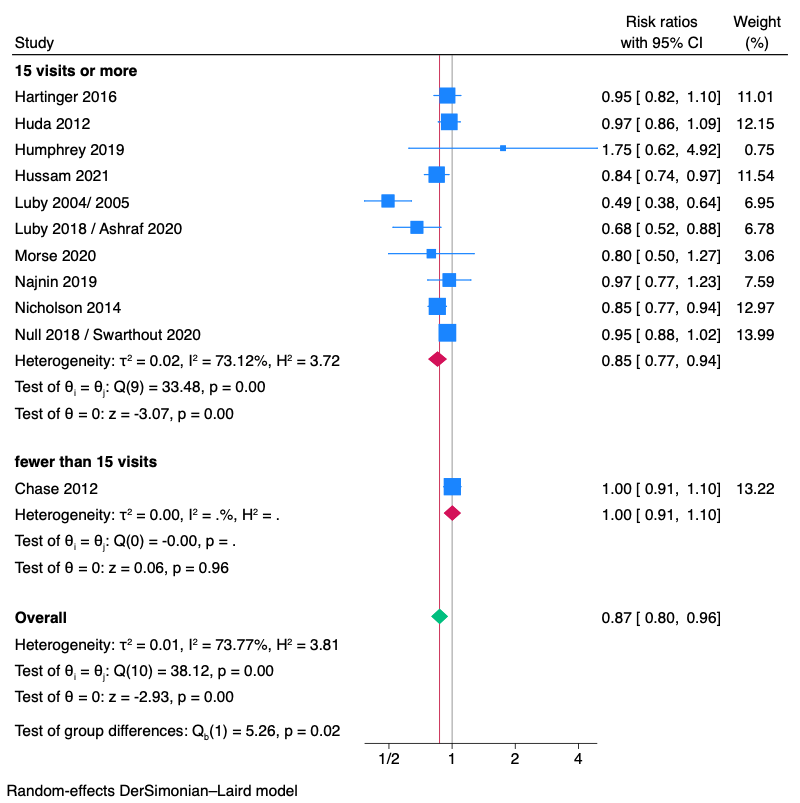 Risk ratios Weight
Study with 95% CI (%)
15 visits or more
Hartinger 2016 0.95 [ 0.82, 1.10] 11.01
Huda 2012 0.97 [ 0.86, 1.09] 12.15
Humphrey 2019 1.75 [ 0.62, 4.92] 0.75
Hussam 2021 0.84 [ 0.74, 0.97] 11.54
Luby 2004/ 2005 0.49 [ 0.38, 0.64] 6.95
Luby 2018 / Ashraf 2020 0.68 [ 0.52, 0.88] 6.78
Morse 2020 0.80 [ 0.50, 1.27] 3.06
Najnin 2019 0.97 [ 0.77, 1.23] 7.59
Nicholson 2014 0.85 [ 0.77, 0.94] 12.97
Null 2018 / Swarthout 2020 0.95 [ 0.88, 1.02] 13.99
Heterogeneity: τ² = 0.02, I² = 73.12%, H² = 3.72 0.85 [ 0.77, 0.94]
Test of θᵢ = θⱼ: Q(9) = 33.48, p = 0.00
Test of θ = 0: z = -3.07, p = 0.00
fewer than 15 visits
Chase 2012 1.00 [ 0.91, 1.10] 13.22
Heterogeneity: τ² = 0.00, I² = .%, H² = . 1.00 [ 0.91, 1.10]
Test of θᵢ = θⱼ: Q(0) = -0.00, p = .
Test of θ = 0: z = 0.06, p = 0.96
Overall 0.87 [ 0.80, 0.96]
Heterogeneity: τ² = 0.01, I² = 73.77%, H² = 3.81
Test of θᵢ = θⱼ: Q(10) = 38.12, p = 0.00
Test of θ = 0: z = -2.93, p = 0.00
Test of group differences: Q_b(1) = 5.26, p = 0.02
1/2 1 2 4
Random-effects DerSimonian–Laird model